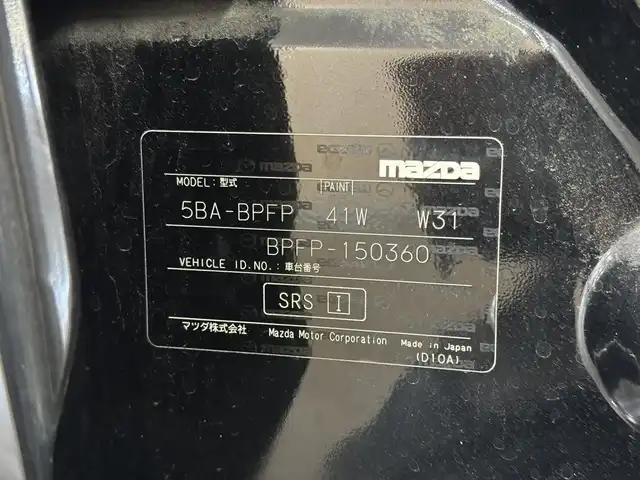 mazda
MODEL: 型式 PAINT
5BA-BPFP 41W W31
BPFP-150360
VEHICLE ID.NO.: 車台番号
SRS I
マツダ株式会社 Mazda Motor Corporation Made in Japan
(D10A)